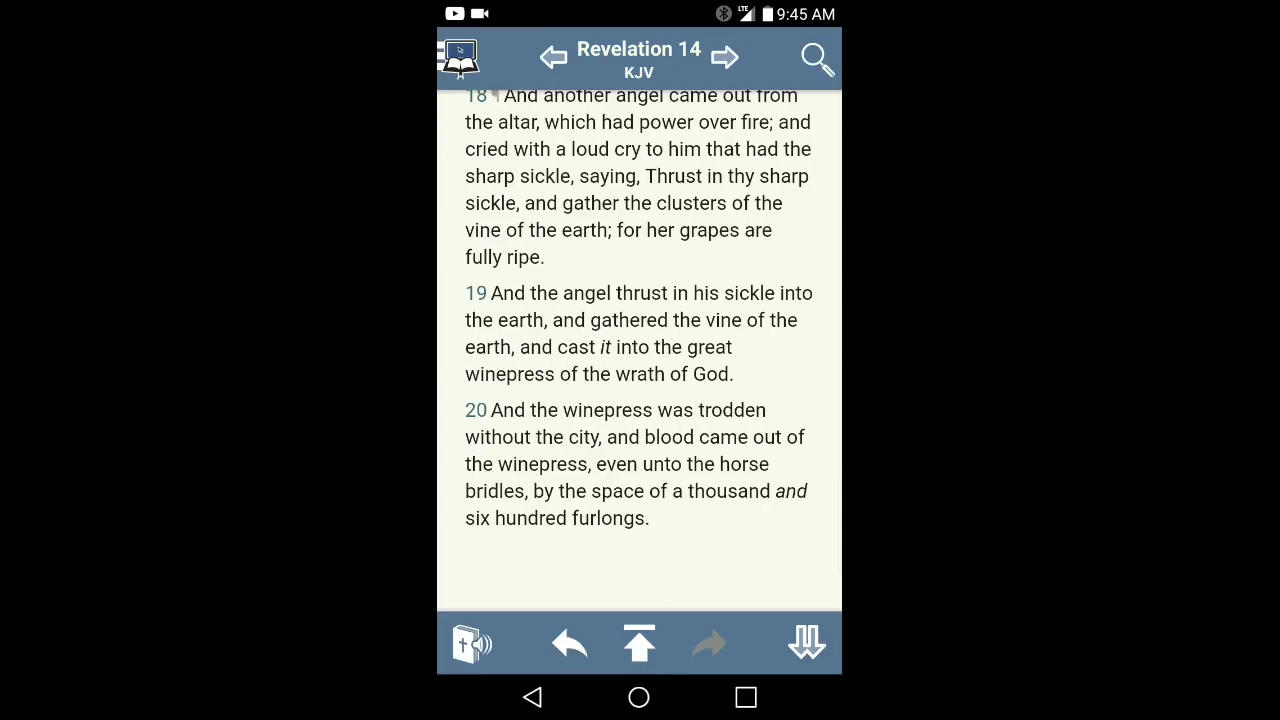 LTE 9:45 AM
Revelation 14
KJV
18 ¶ And another angel came out from
the altar, which had power over fire; and
cried with a loud cry to him that had the
sharp sickle, saying, Thrust in thy sharp
sickle, and gather the clusters of the
vine of the earth; for her grapes are
fully ripe.
19 And the angel thrust in his sickle into
the earth, and gathered the vine of the
earth, and cast it into the great
winepress of the wrath of God.
20 And the winepress was trodden
without the city, and blood came out of
the winepress, even unto the horse
bridles, by the space of a thousand and
six hundred furlongs.